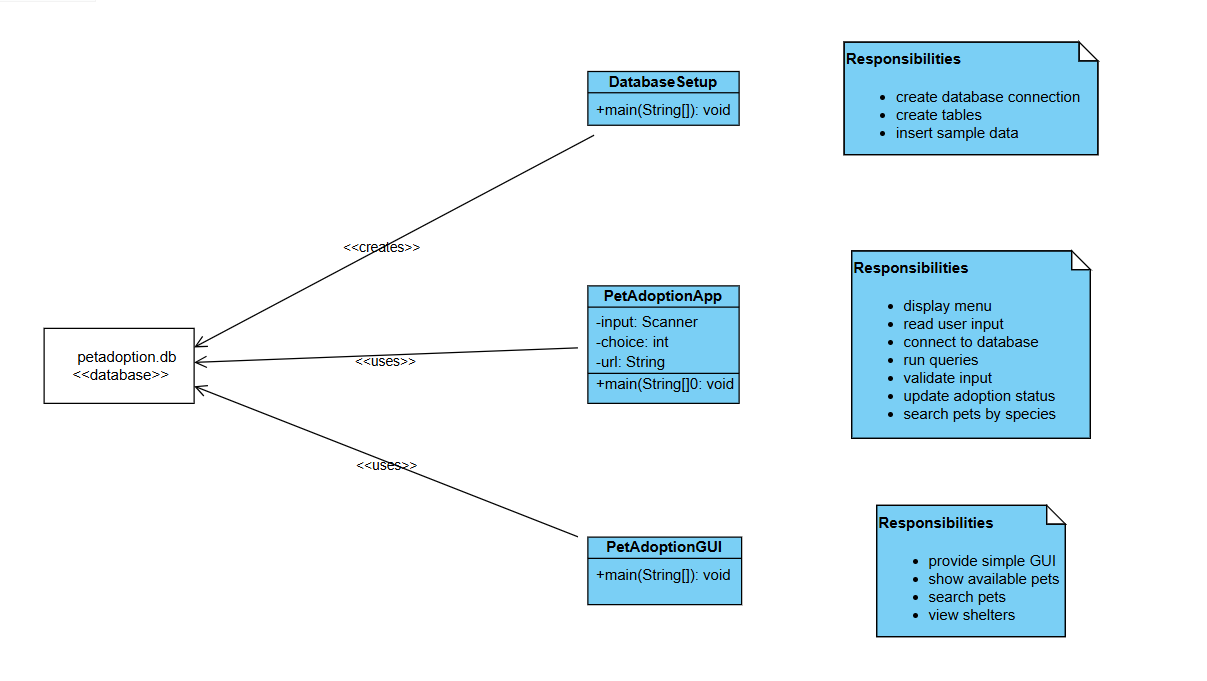 DatabaseSetup
+main(String[]): void
Responsibilities
• create database connection
• create tables
• insert sample data
<<creates>>
petadoption.db
<<database>>
<<uses>>
PetAdoptionApp
-input: Scanner
-choice: int
-url: String
+main(String[]0: void
Responsibilities
• display menu
• read user input
• connect to database
• run queries
• validate input
• update adoption status
• search pets by species
<<uses>>
PetAdoptionGUI
+main(String[]): void
Responsibilities
• provide simple GUI
• show available pets
• search pets
• view shelters